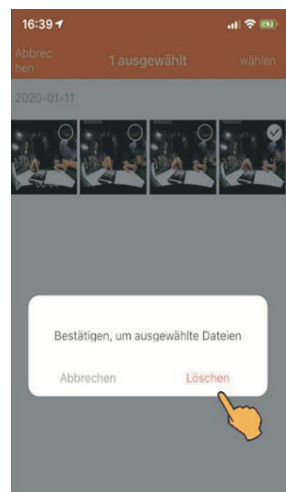 16:39
Abbrec
hen
1 ausgewählt
wählen
2020-01-11
Bestätigen, um ausgewählte Dateien
Abbrechen
Löschen